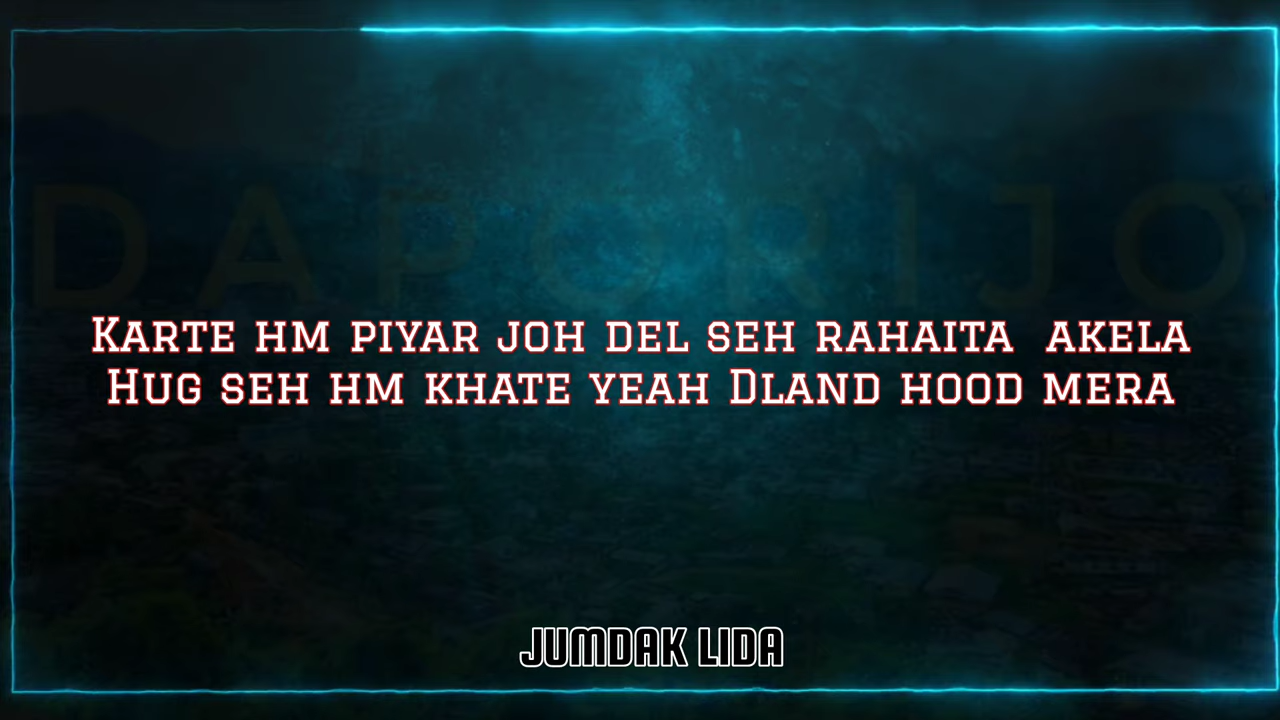 DAPORIJO
Karte hm piyar joh del seh rahaita akela
Hug seh hm khate yeah Dland hood mera
JUMDAK LIDA